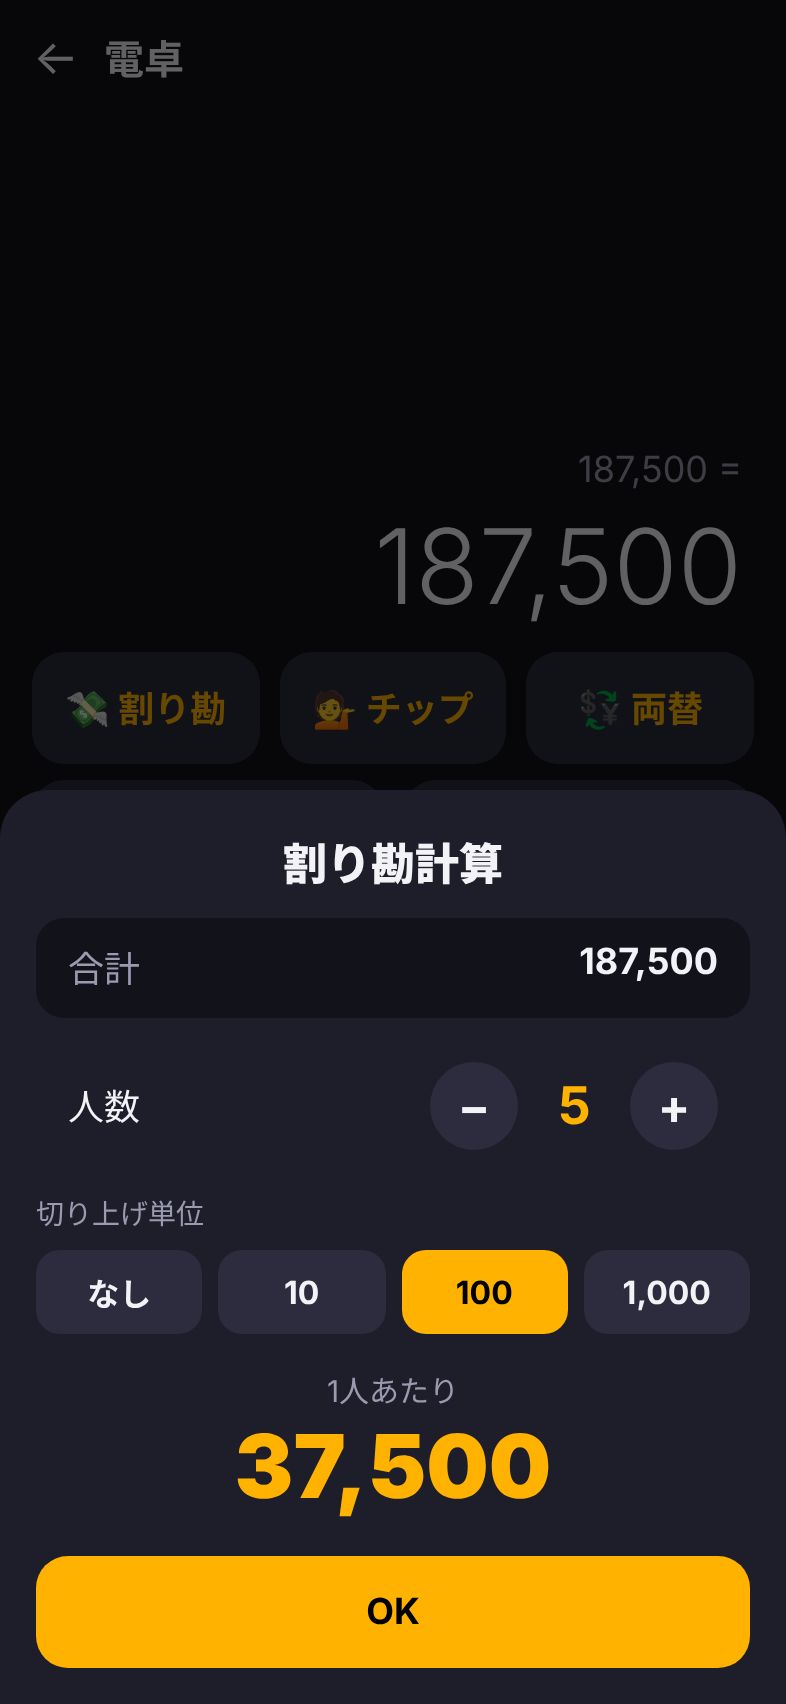 電卓
187,500 =
187,500
割り勘 チップ 両替
割り勘計算
合計 187,500
人数 − 5 +
切り上げ単位
なし 10 100 1,000
1人あたり
37,500
OK